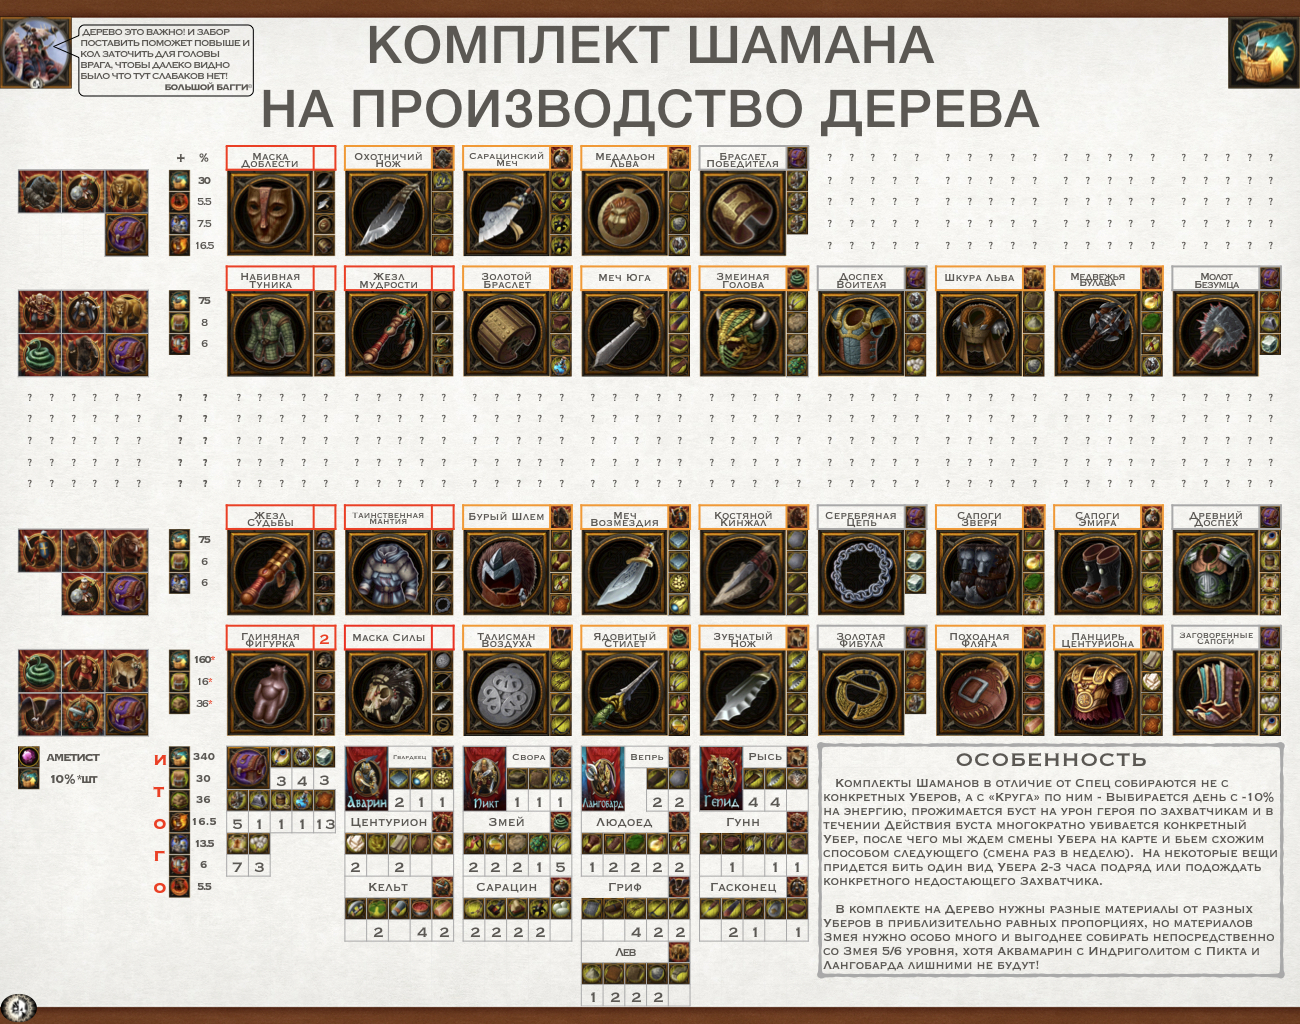 ДЕРЕВО ЭТО ВАЖНО! И ЗАБОР
ПОСТАВИТЬ ПОМОЖЕТ ПОВЫШЕ И
КОЛ ЗАТОЧИТЬ ДЛЯ ГОЛОВЫ
ВРАГА, ЧТОБЫ ДАЛЕКО ВИДНО
БЫЛО ЧТО ТУТ СЛАБАКОВ НЕТ!
БОЛЬШОЙ БАГГИ
КОМПЛЕКТ ШАМАНА
НА ПРОИЗВОДСТВО ДЕРЕВА
+ %
МАСКА ДОБЛЕСТИ
ОХОТНИЧИЙ НОЖ
САРАЦИНСКИЙ МЕЧ
МЕДАЛЬОН ЛЬВА
БРАСЛЕТ ПОБЕДИТЕЛЯ
30
5.5
7.5
16.5
НАБИВНАЯ ТУНИКА
ЖЕЗЛ МУДРОСТИ
ЗОЛОТОЙ БРАСЛЕТ
МЕЧ ЮГА
ЗМЕИНАЯ ГОЛОВА
ДОСПЕХ ВОИТЕЛЯ
ШКУРА ЛЬВА
МЕДВЕЖЬЯ БУЛАВА
МОЛОТ БЕЗУМЦА
75
8
6
ЖЕЗЛ СУДЬБЫ
ТАИНСТВЕННАЯ МАНТИЯ
БУРЫЙ ШЛЕМ
МЕЧ ВОЗМЕЗДИЯ
КОСТЯНОЙ КИНЖАЛ
СЕРЕБРЯНАЯ ЦЕПЬ
САПОГИ ЗВЕРЯ
САПОГИ ЭМИРА
ДРЕВНИЙ ДОСПЕХ
75
6
6
ГЛИНЯНАЯ ФИГУРКА 2
МАСКА СИЛЫ
ТАЛИСМАН ВОЗДУХА
ЯДОВИТЫЙ СТИЛЕТ
ЗУБЧАТЫЙ НОЖ
ЗОЛОТАЯ ФИБУЛА
ПОХОДНАЯ ФЛЯГА
ПАНЦИРЬ ЦЕНТУРИОНА
ЗАГОВОРЕННЫЕ САПОГИ
160*
16*
36*
АМЕТИСТ
10%*ШТ
ИТОГО
340
30
36
16.5
13.5
6
5.5
3 4 3
5 1 1 1 13
7 3
АВАРИН ГВАРДЕЕЦ
2 1 1
ПИКТ СВОРА
1 1 1
ЛАНГОБАРД ВЕПРЬ
2 2
ГЕПИД РЫСЬ
4 4
ЦЕНТУРИОН
2 2
ЗМЕЙ
2 2 2 1 5
ЛЮДОЕД
1 2 2 2 2
ГУНН
1 1 1
КЕЛЬТ
2 4 2
САРАЦИН
2 2 2 2
ГРИФ
4 2 2
ГАСКОНЕЦ
2 1 1
ЛЕВ
1 2 2 2
ОСОБЕННОСТЬ
КОМПЛЕКТЫ ШАМАНОВ В ОТЛИЧИЕ ОТ СПЕЦ СОБИРАЮТСЯ НЕ С
КОНКРЕТНЫХ УБЕРОВ, А С «КРУГА» ПО НИМ - ВЫБИРАЕТСЯ ДЕНЬ С -10%
НА ЭНЕРГИЮ, ПРОЖИМАЕТСЯ БУСТ НА УРОН ГЕРОЯ ПО ЗАХВАТЧИКАМ И В
ТЕЧЕНИИ ДЕЙСТВИЯ БУСТА МНОГОКРАТНО УБИВАЕТСЯ КОНКРЕТНЫЙ
УБЕР, ПОСЛЕ ЧЕГО МЫ ЖДЕМ СМЕНЫ УБЕРА НА КАРТЕ И БЬЕМ СХОЖИМ
СПОСОБОМ СЛЕДУЮЩЕГО (СМЕНА РАЗ В НЕДЕЛЮ). НА НЕКОТОРЫЕ ВЕЩИ
ПРИДЕТСЯ БИТЬ ОДИН ВИД УБЕРА 2-3 ЧАСА ПОДРЯД ИЛИ ПОДОЖДАТЬ
КОНКРЕТНОГО НЕДОСТАЮЩЕГО ЗАХВАТЧИКА.
В КОМПЛЕКТЕ НА ДЕРЕВО НУЖНЫ РАЗНЫЕ МАТЕРИАЛЫ ОТ РАЗНЫХ
УБЕРОВ В ПРИБЛИЗИТЕЛЬНО РАВНЫХ ПРОПОРЦИЯХ, НО МАТЕРИАЛОВ
ЗМЕЯ НУЖНО ОСОБО МНОГО И ВЫГОДНЕЕ СОБИРАТЬ НЕПОСРЕДСТВЕННО
СО ЗМЕЯ 5/6 УРОВНЯ, ХОТЯ АКВАМАРИН С ИНДРИГОЛИТОМ С ПИКТА И
ЛАНГОБАРДА ЛИШНИМИ НЕ БУДУТ!